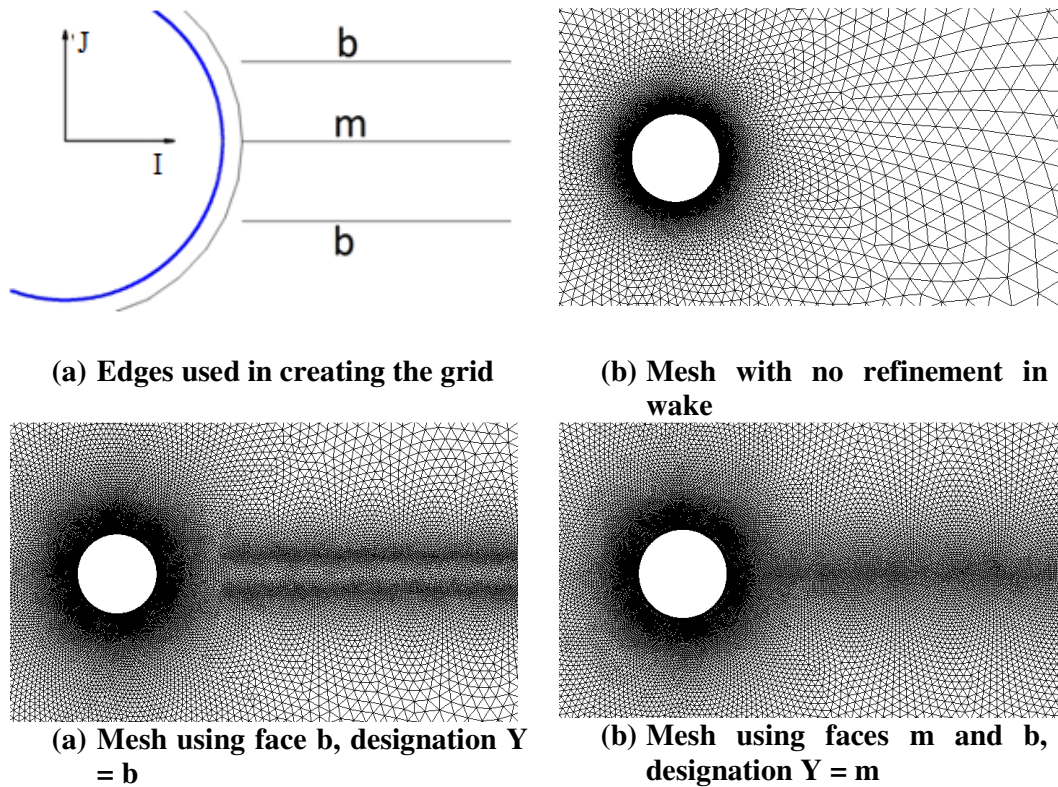 J
b
m
I
b
(a) Edges used in creating the grid
(b) Mesh with no refinement in
wake
(a) Mesh using face b, designation Y
= b
(b) Mesh using faces m and b,
designation Y = m